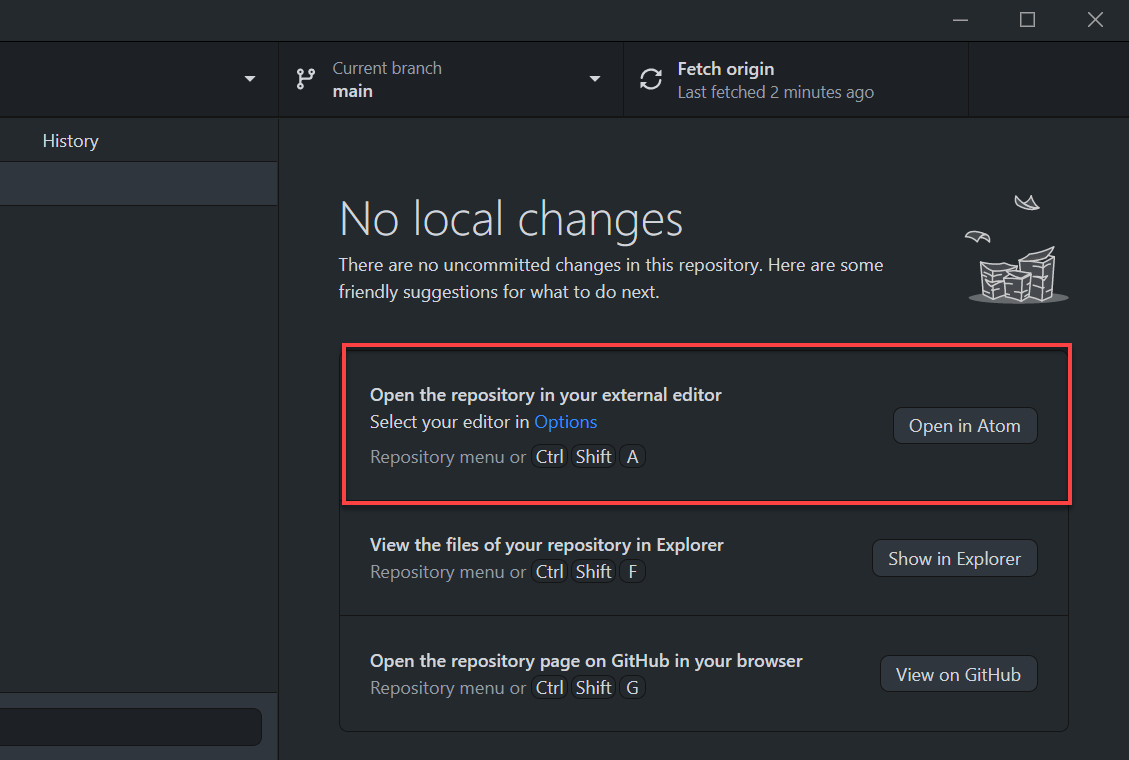 Current branch
main
Fetch origin
Last fetched 2 minutes ago
History
No local changes
There are no uncommitted changes in this repository. Here are some
friendly suggestions for what to do next.
Open the repository in your external editor
Select your editor in Options
Repository menu or Ctrl Shift A
Open in Atom
View the files of your repository in Explorer
Repository menu or Ctrl Shift F
Show in Explorer
Open the repository page on GitHub in your browser
Repository menu or Ctrl Shift G
View on GitHub